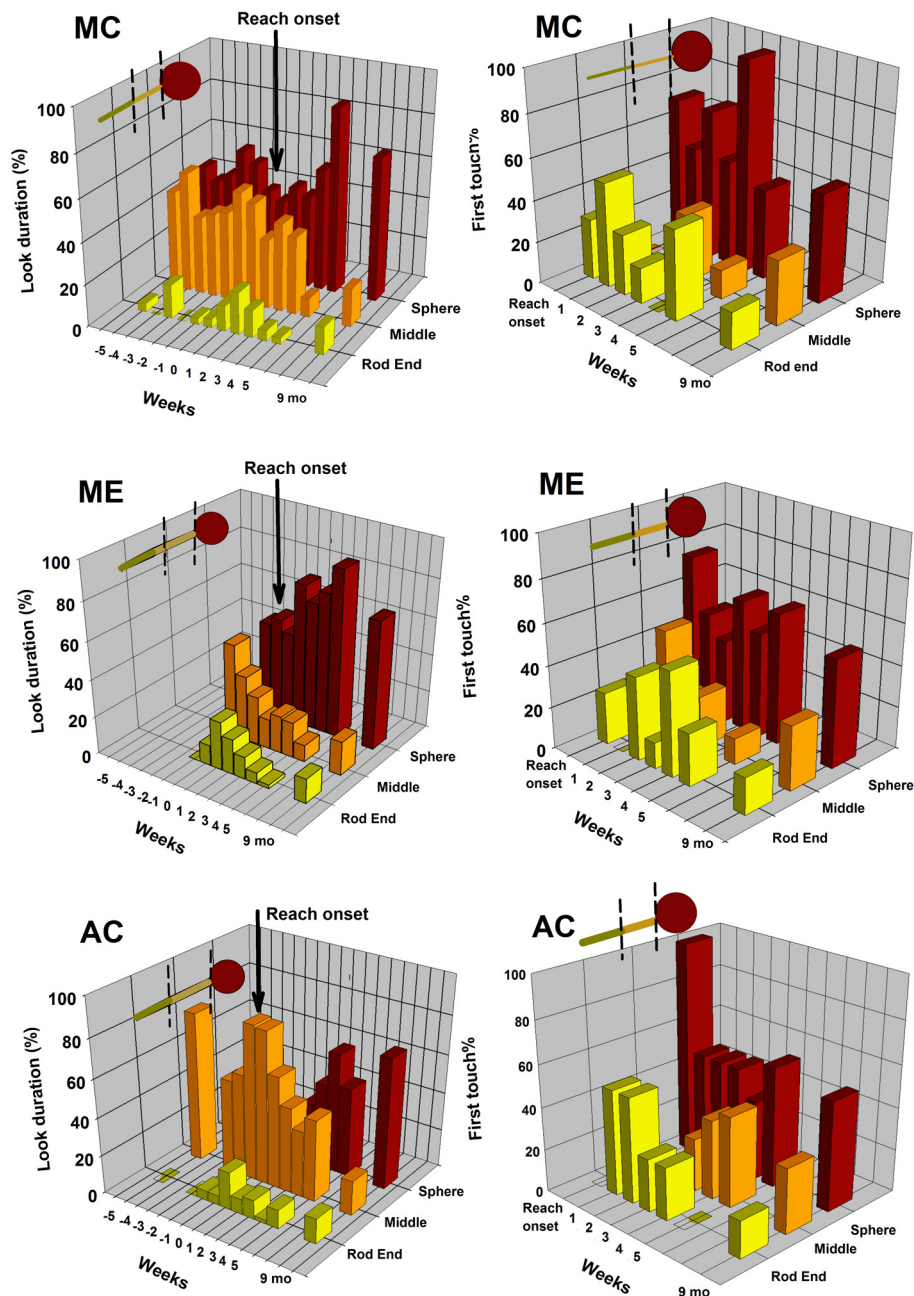 MC
Reach onset
Look duration (%)
100
80
60
40
20
0
-5 -4 -3 -2 -1 0 1 2 3 4 5
9 mo
Weeks
Sphere
Middle
Rod End
MC
First touch%
100
80
60
40
20
0
Reach
onset
1 2 3 4 5
9 mo
Weeks
Sphere
Middle
Rod end
ME
Reach onset
Look duration (%)
100
80
60
40
20
0
-5 -4 -3 -2 -1 0 1 2 3 4 5
9 mo
Weeks
Sphere
Middle
Rod End
ME
First touch%
100
80
60
40
20
0
Reach
onset
1 2 3 4 5
9 mo
Weeks
Sphere
Middle
Rod End
AC
Reach onset
Look duration (%)
100
80
60
40
20
0
-5 -4 -3 -2 -1 0 1 2 3 4 5
9 mo
Weeks
Sphere
Middle
Rod End
AC
First touch%
100
80
60
40
20
0
Reach
onset
1 2 3 4 5
9 mo
Weeks
Sphere
Middle
Rod End